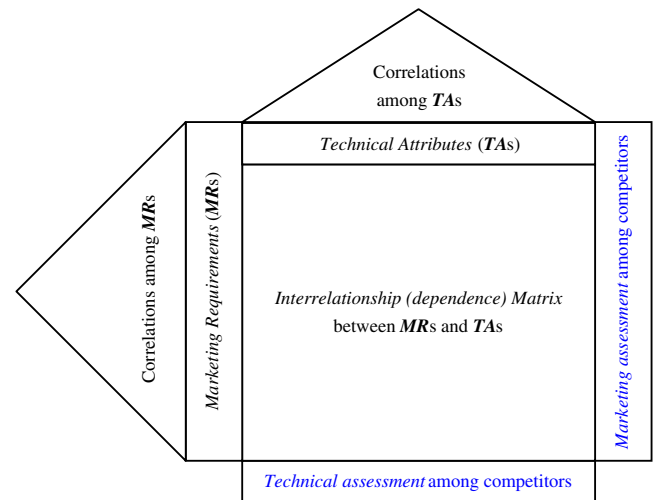 Correlations
among TAs
Technical Attributes (TAs)
Correlations among MRs
Marketing Requirements (MRs)
Interrelationship (dependence) Matrix
between MRs and TAs
Marketing assessment among competitors
Technical assessment among competitors